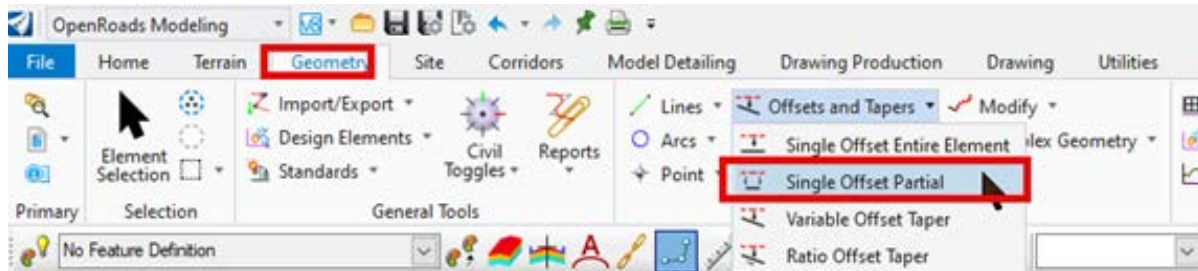 OpenRoads Modeling V8
File Home Terrain Geometry Site Corridors Model Detailing Drawing Production Drawing Utilities
Import/Export Lines Offsets and Tapers Modify
Design Elements Arcs Single Offset Entire Element lex Geometry
Element Selection Civil Toggles Reports
Standards Point Single Offset Partial
Primary Selection General Tools Variable Offset Taper
No Feature Definition Ratio Offset Taper